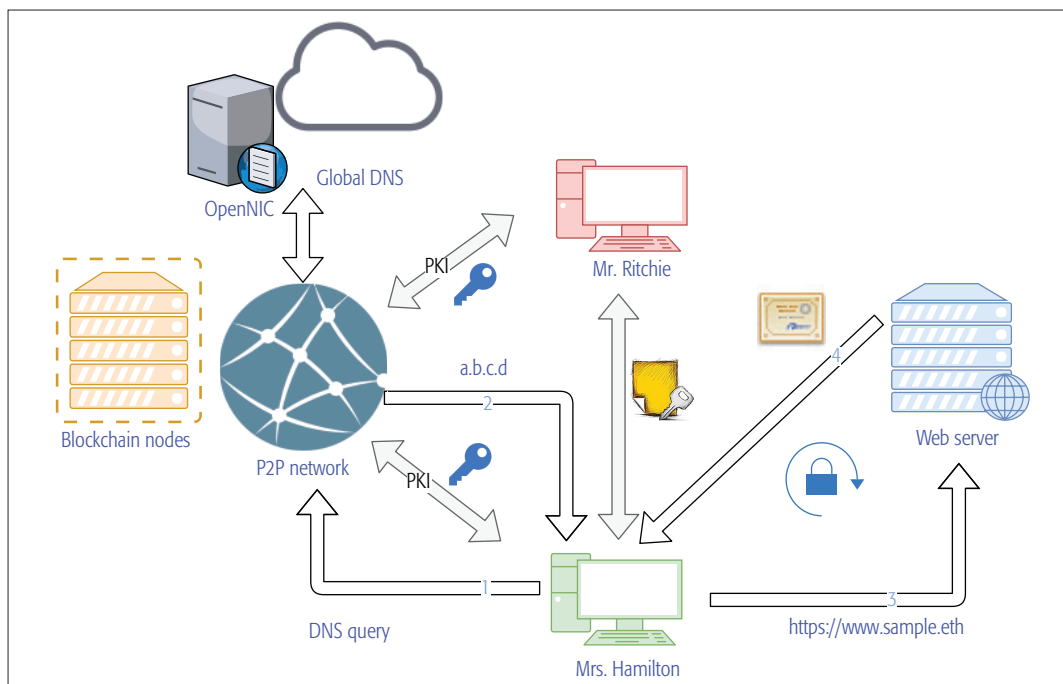 Global DNS
OpenNIC
PKI
Mr. Ritchie
a.b.c.d
2
4
Blockchain nodes
P2P network
Web server
PKI
1
3
DNS query
https://www.sample.eth
Mrs. Hamilton